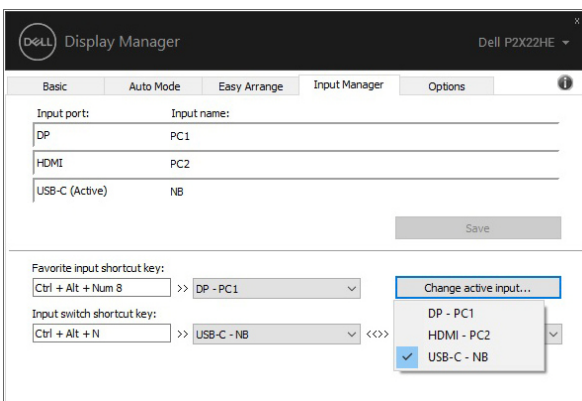 DELL Display Manager Dell P2X22HE
Basic Auto Mode Easy Arrange Input Manager Options
Input port: Input name:
DP PC1
HDMI PC2
USB-C (Active) NB
Save
Favorite input shortcut key:
Ctrl + Alt + Num 8 >> DP - PC1 Change active input...
Input switch shortcut key:
Ctrl + Alt + N >> USB-C - NB <<>>
DP - PC1
HDMI - PC2
USB-C - NB